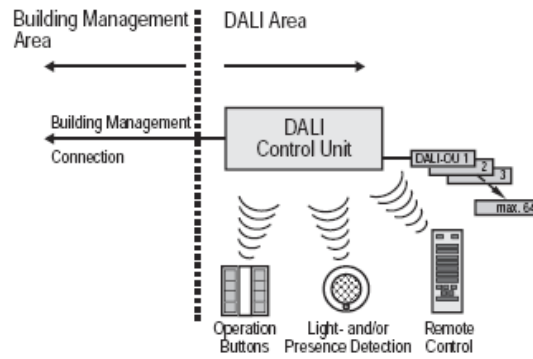 Building Management
Area
DALI Area
Building Management
Connection
DALI
Control Unit
DALI-OU 1
2
3
max. 64
Operation
Buttons
Light- and/or
Presence Detection
Remote
Control